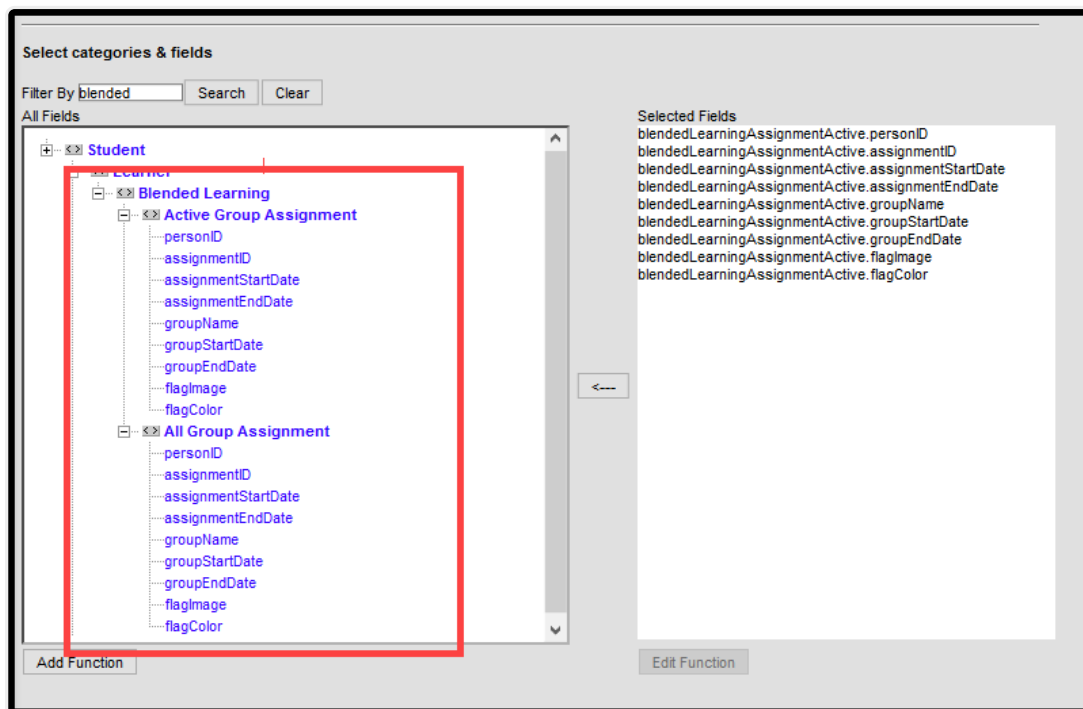 Select categories & fields
Filter By blended Search Clear
All Fields
Student
Learner
Blended Learning
Active Group Assignment
personID
assignmentID
assignmentStartDate
assignmentEndDate
groupName
groupStartDate
groupEndDate
flagImage
flagColor
All Group Assignment
personID
assignmentID
assignmentStartDate
assignmentEndDate
groupName
groupStartDate
groupEndDate
flagImage
flagColor
Add Function
<---
Selected Fields
blendedLearningAssignmentActive.personID
blendedLearningAssignmentActive.assignmentID
blendedLearningAssignmentActive.assignmentStartDate
blendedLearningAssignmentActive.assignmentEndDate
blendedLearningAssignmentActive.groupName
blendedLearningAssignmentActive.groupStartDate
blendedLearningAssignmentActive.groupEndDate
blendedLearningAssignmentActive.flagImage
blendedLearningAssignmentActive.flagColor
Edit Function